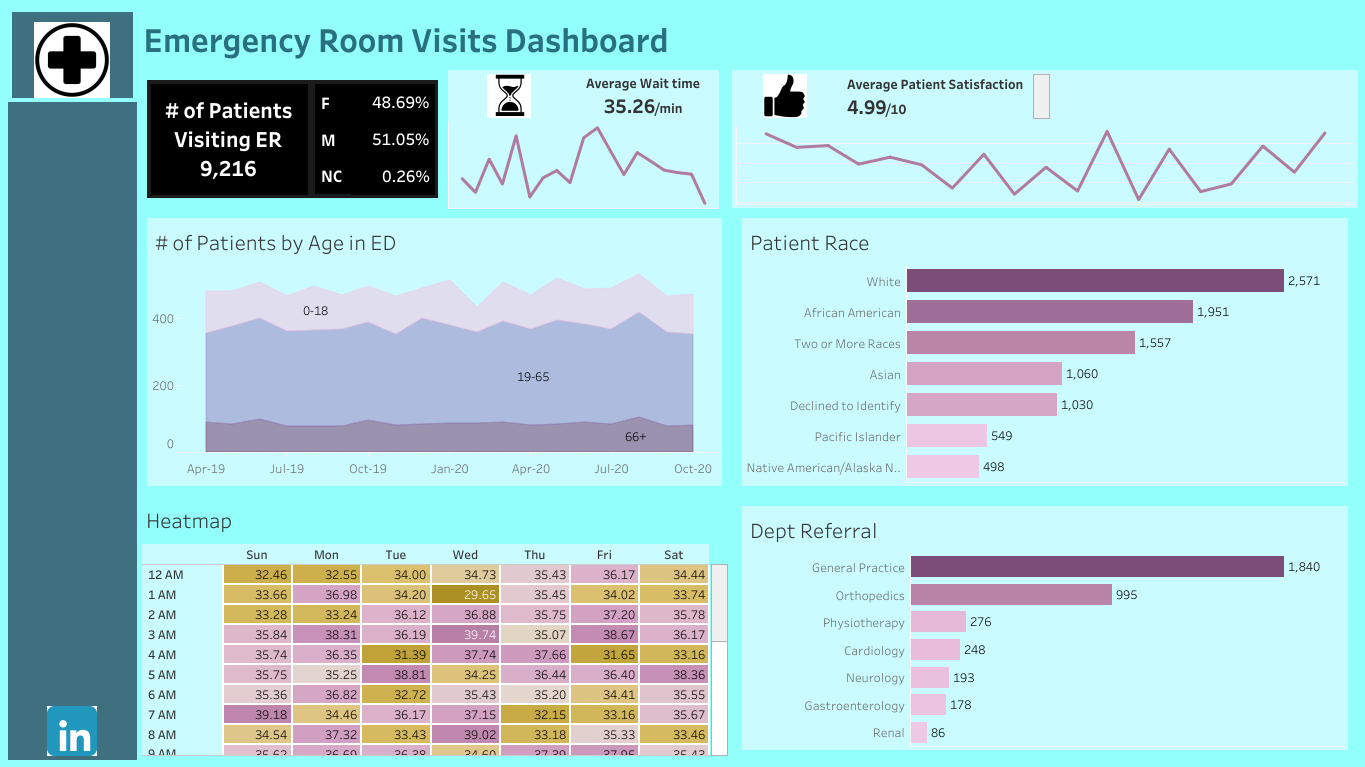 Emergency Room Visits Dashboard
# of Patients
Visiting ER
9,216
F 48.69%
M 51.05%
NC 0.26%
Average Wait time
35.26/min
Average Patient Satisfaction
4.99/10
# of Patients by Age in ED
0-18
400
19-65
200
66+
0
Apr-19 Jul-19 Oct-19 Jan-20 Apr-20 Jul-20 Oct-20
Patient Race
White 2,571
African American 1,951
Two or More Races 1,557
Asian 1,060
Declined to Identify 1,030
Pacific Islander 549
Native American/Alaska N.. 498
Heatmap
Sun Mon Tue Wed Thu Fri Sat
12 AM 32.46 32.55 34.00 34.73 35.43 36.17 34.44
1 AM 33.66 36.98 34.20 29.65 35.45 34.02 33.74
2 AM 33.28 33.24 36.12 36.88 35.75 37.20 35.78
3 AM 35.84 38.31 36.19 39.74 35.07 38.67 36.17
4 AM 35.74 36.35 31.39 37.74 37.66 31.65 33.16
5 AM 35.75 35.25 38.81 34.25 36.44 36.40 38.36
6 AM 35.36 36.82 32.72 35.43 35.20 34.41 35.55
7 AM 39.18 34.46 36.17 37.15 32.15 33.16 35.67
8 AM 34.54 37.32 33.43 39.02 33.18 35.33 33.46
9 AM
Dept Referral
General Practice 1,840
Orthopedics 995
Physiotherapy 276
Cardiology 248
Neurology 193
Gastroenterology 178
Renal 86
in